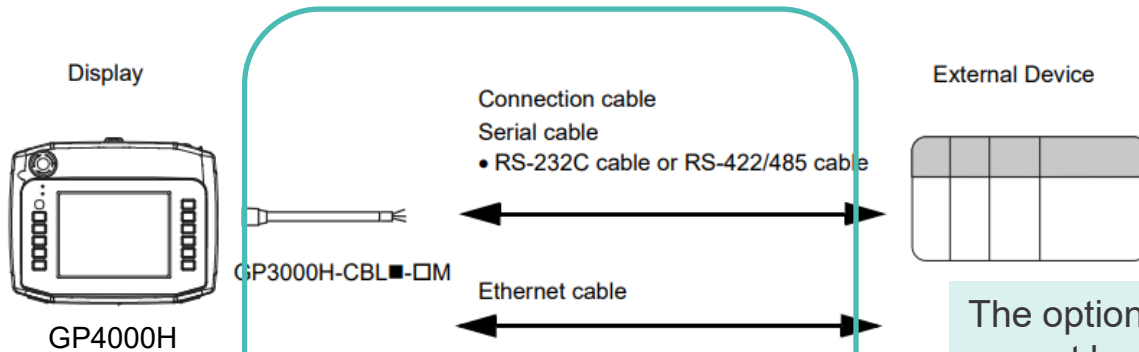 Display
External Device
Connection cable
Serial cable
• RS-232C cable or RS-422/485 cable
GP3000H-CBL■-□M
Ethernet cable
The option
GP4000H